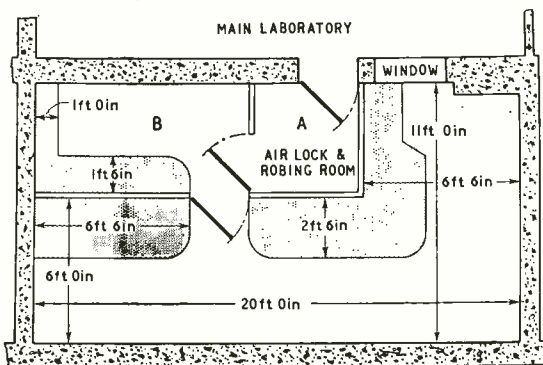 MAIN LABORATORY
WINDOW
1ft 0in
B
A
11ft 0in
AIR LOCK &
ROBING ROOM
1ft 6in
6ft 6in
6ft 6in
2ft 6in
6ft 0in
20ft 0in